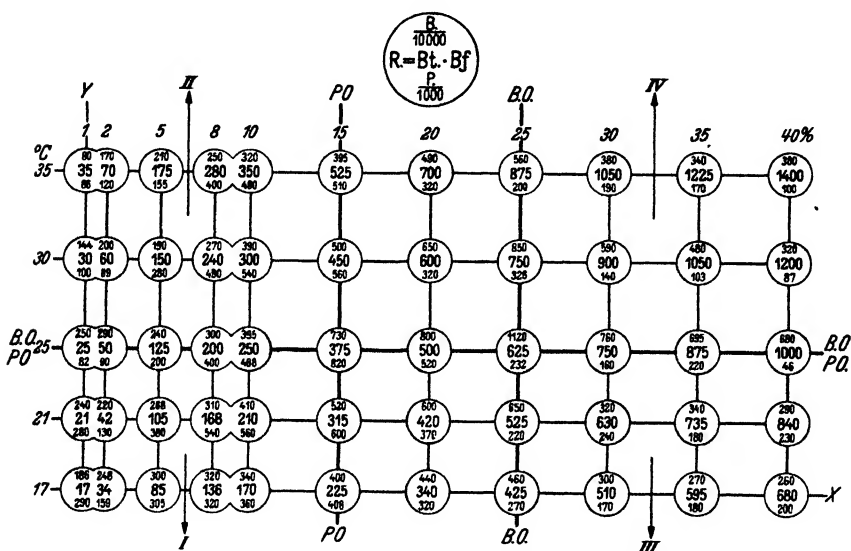 B.
10000
R.=Bt.·Bf
P.
1000
Y II PO B.O. IV
1 2 5 8 10 15 20 25 30 35 40%
°C
80 170 210 250 320 395 490 560 380 340 380
35 35 70 175 280 350 525 700 875 1050 1225 1400
86 120 155 400 480 510 320 200 190 170 100
144 200 190 270 390 500 650 850 590 480 320
30 30 60 150 240 300 450 600 750 900 1050 1200
100 89 280 480 540 560 320 326 140 103 87
250 290 240 300 395 730 800 1120 760 695 680
B.O. PO 25 25 50 125 200 250 375 500 625 750 875 1000 B.O PO.
82 90 200 400 488 820 520 232 160 220 46
240 220 268 310 410 520 600 650 320 340 290
21 21 42 105 168 210 315 420 525 630 735 840
280 130 380 540 560 600 370 220 240 180 230
186 248 300 320 340 400 440 460 300 270 260
17 17 34 85 136 170 225 340 425 510 595 680 X
290 159 305 320 360 408 320 270 170 180 200
I PO B.O. III